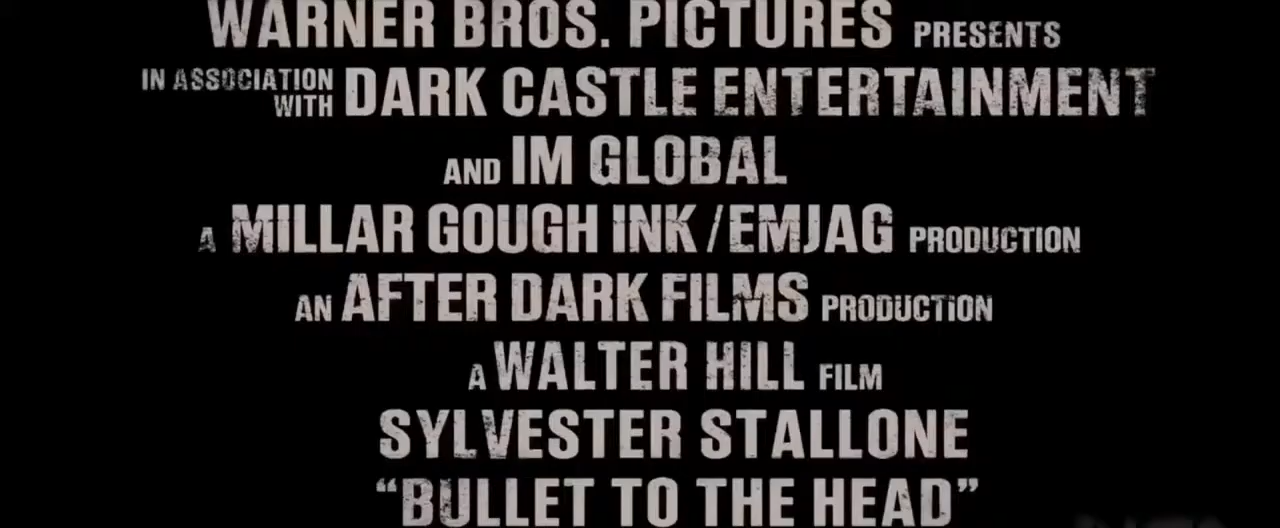 WARNER BROS. PICTURES PRESENTS
IN ASSOCIATION WITH DARK CASTLE ENTERTAINMENT
AND IM GLOBAL
A MILLAR GOUGH INK/EMJAG PRODUCTION
AN AFTER DARK FILMS PRODUCTION
A WALTER HILL FILM
SYLVESTER STALLONE
“BULLET TO THE HEAD”